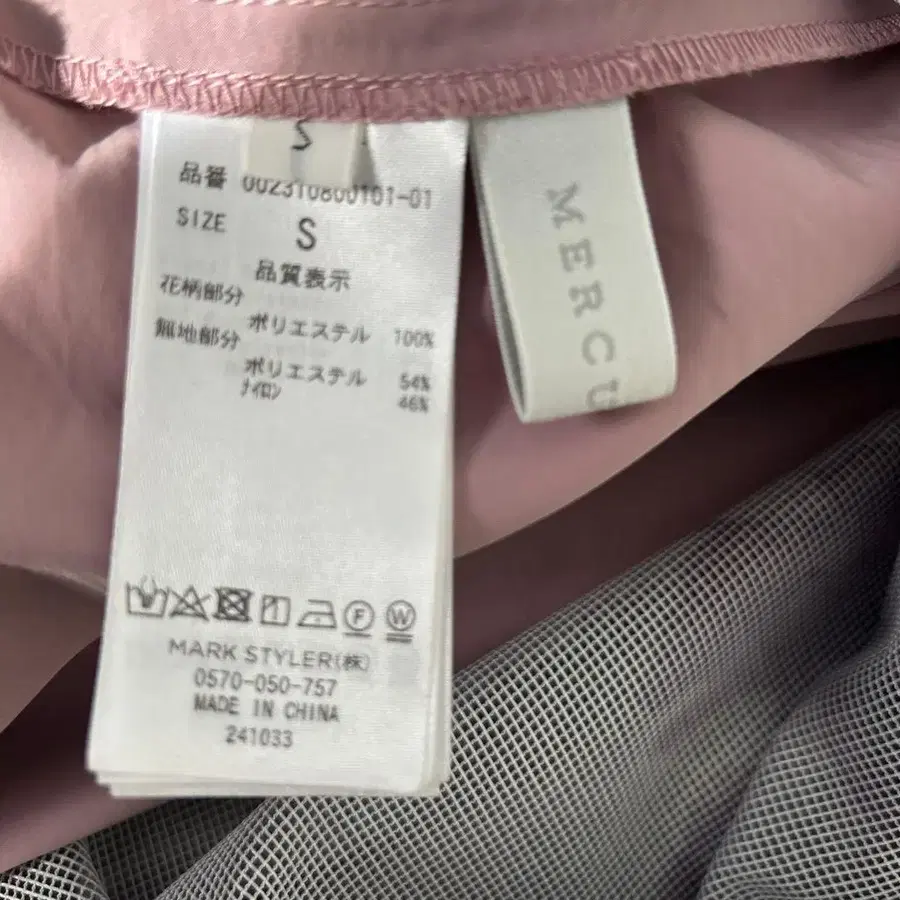 S
品番 002310800101-01
SIZE S
品質表示
花柄部分
ポリエステル 100%
無地部分
ポリエステル 54%
ナイロン 46%
F W
MARK STYLER(株)
0570-050-757
MADE IN CHINA
241033
MERCU